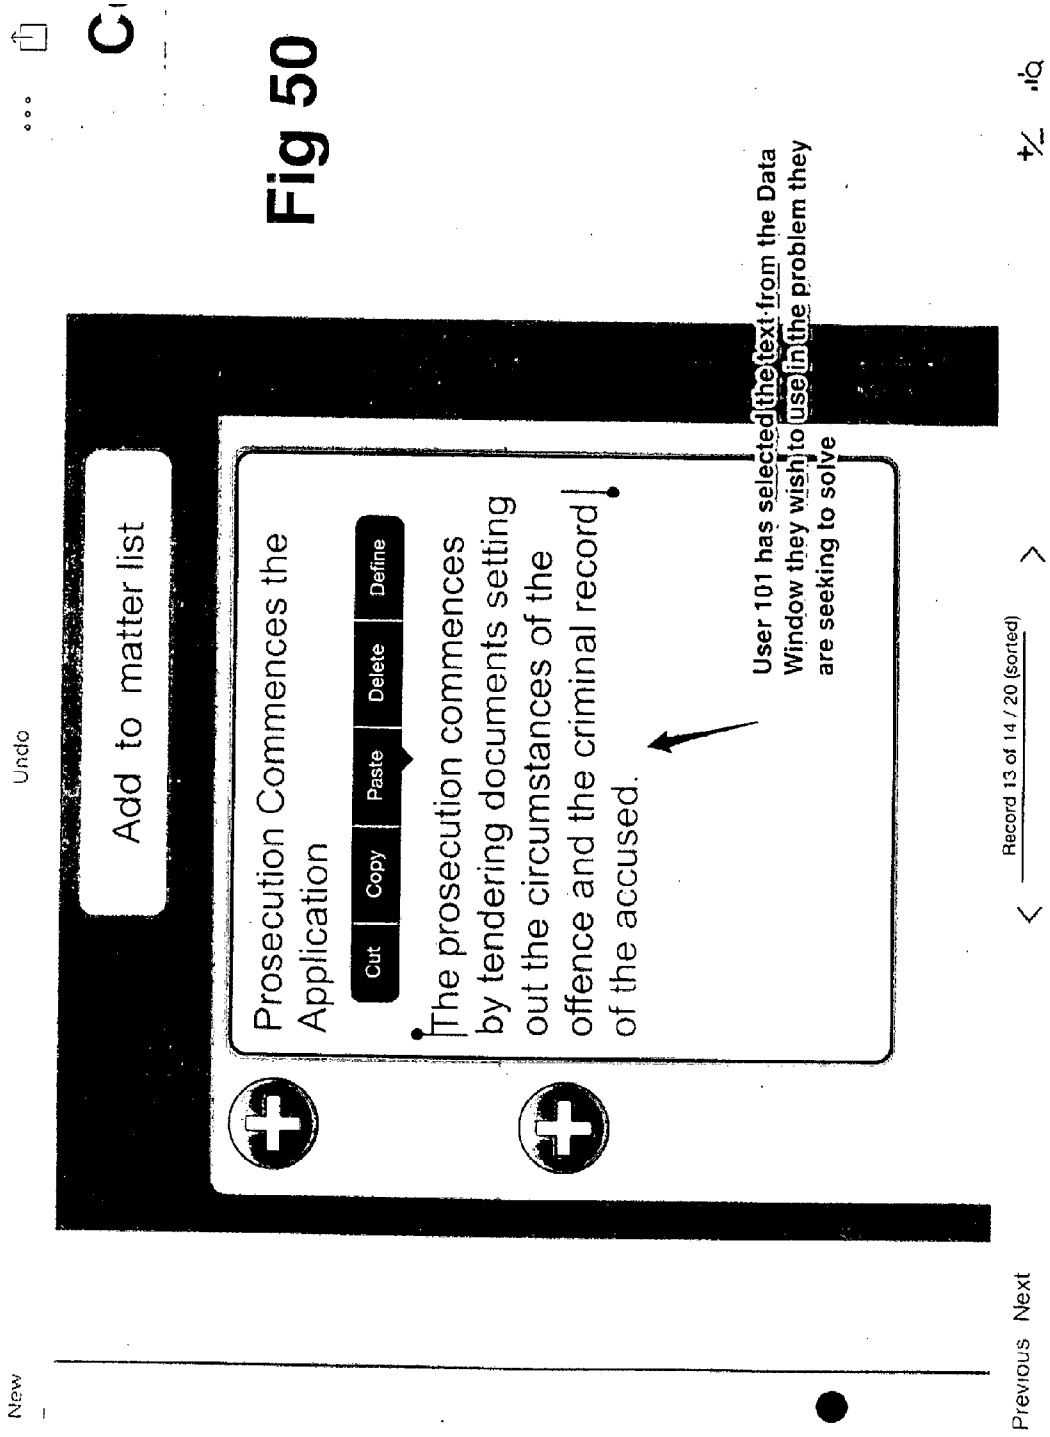 New
Undo
C
Add to matter list
Fig 50
Prosecution Commences the
Application
Cut Copy Paste Delete Define
The prosecution commences
by tendering documents setting
out the circumstances of the
offence and the criminal record
of the accused.
User 101 has selected the text from the Data
Window they wish to use in the problem they
are seeking to solve
Previous Next
< Record 13 of 14 / 20 (sorted) >
+/-